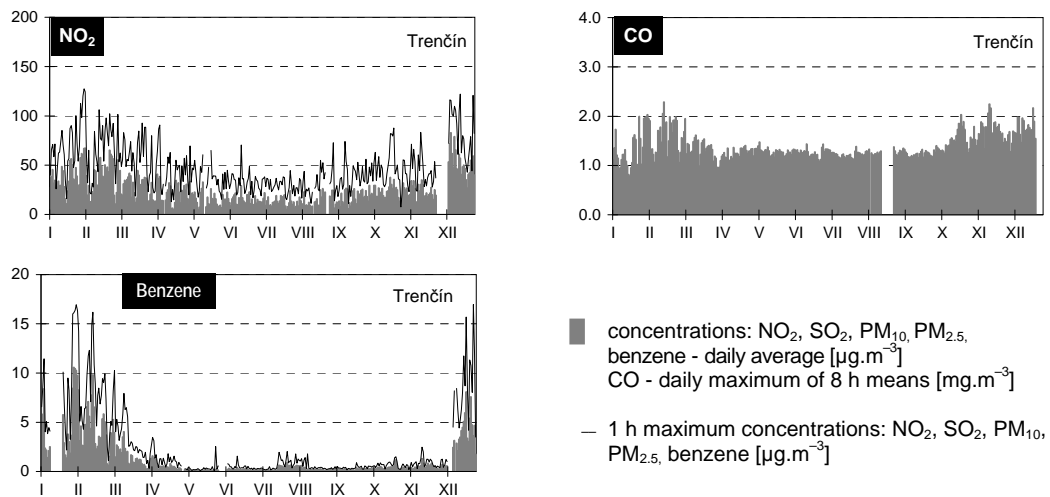 NO₂
Trenčín
200
150
100
50
0
I II III IV V VI VII VIII IX X XI XII
CO
Trenčín
4.0
3.0
2.0
1.0
0.0
I II III IV V VI VII VIII IX X XI XII
Benzene
Trenčín
20
15
10
5
0
I II III IV V VI VII VIII IX X XI XII
concentrations: NO₂, SO₂, PM₁₀, PM₂.₅,
benzene - daily average [µg.m⁻³]
CO - daily maximum of 8 h means [mg.m⁻³]
1 h maximum concentrations: NO₂, SO₂, PM₁₀,
PM₂.₅, benzene [µg.m⁻³]